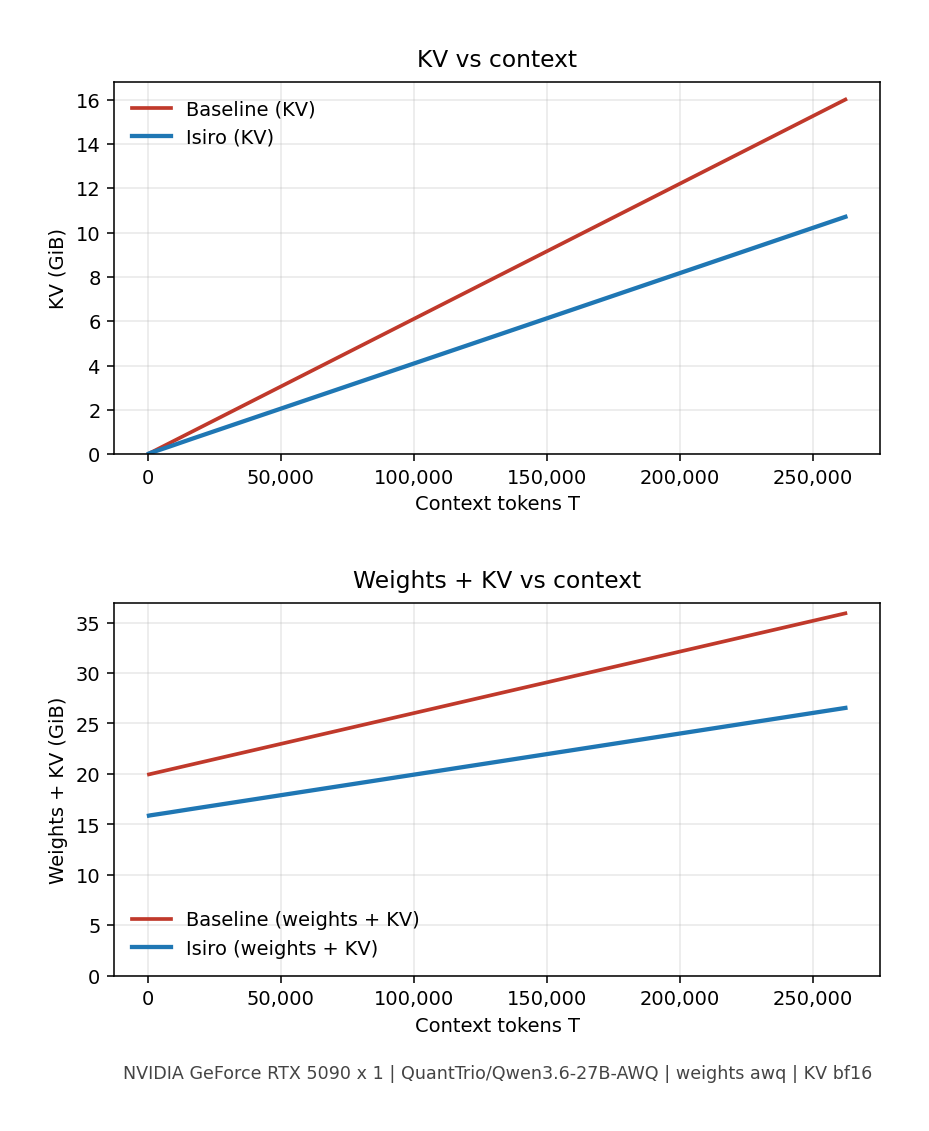 KV vs context
16
14
12
10
8
6
4
2
0
KV (GiB)
Baseline (KV)
Isiro (KV)
0 50,000 100,000 150,000 200,000 250,000
Context tokens T
Weights + KV vs context
35
30
25
20
15
10
5
0
Weights + KV (GiB)
Baseline (weights + KV)
Isiro (weights + KV)
0 50,000 100,000 150,000 200,000 250,000
Context tokens T
NVIDIA GeForce RTX 5090 x 1 | QuantTrio/Qwen3.6-27B-AWQ | weights awq | KV bf16